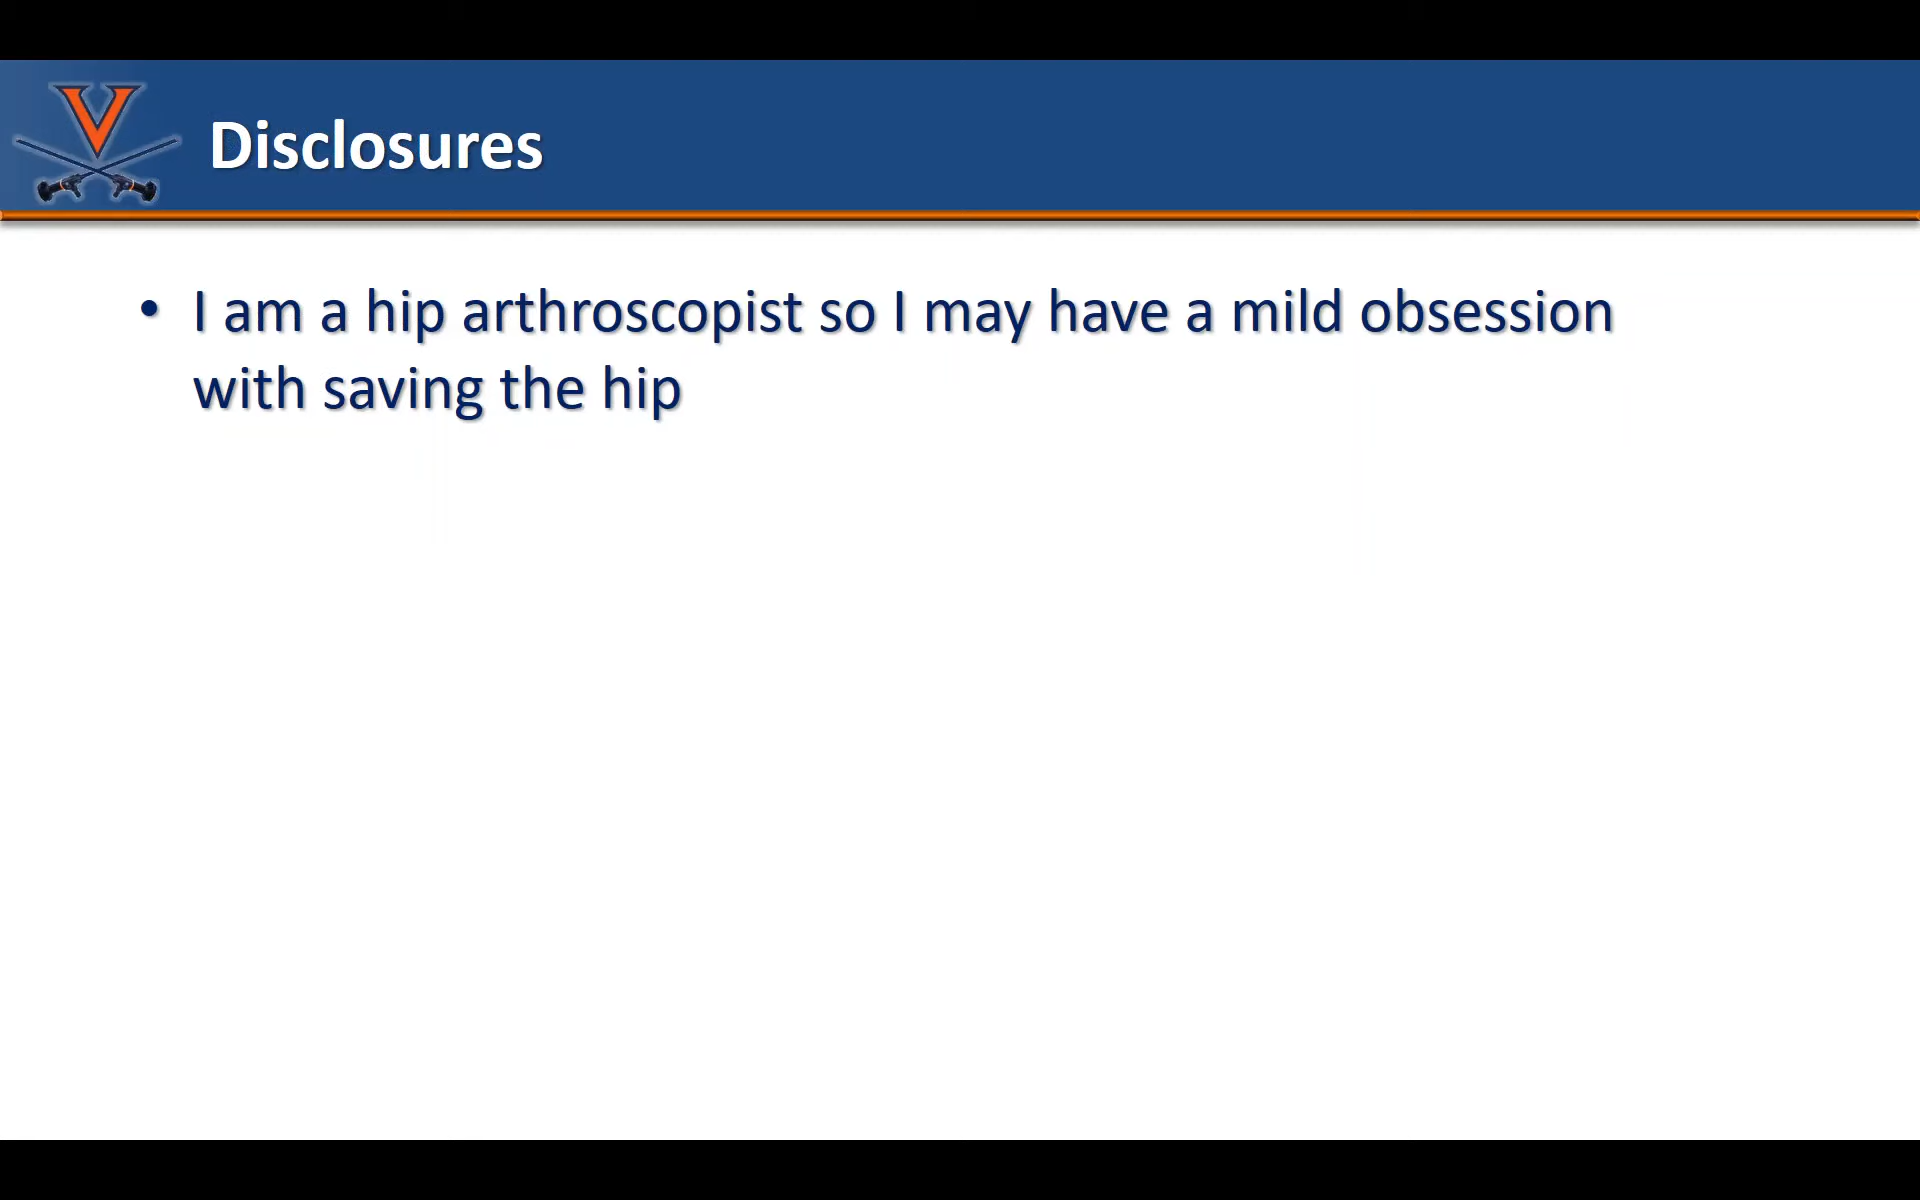 V
Disclosures
• I am a hip arthroscopist so I may have a mild obsession
with saving the hip